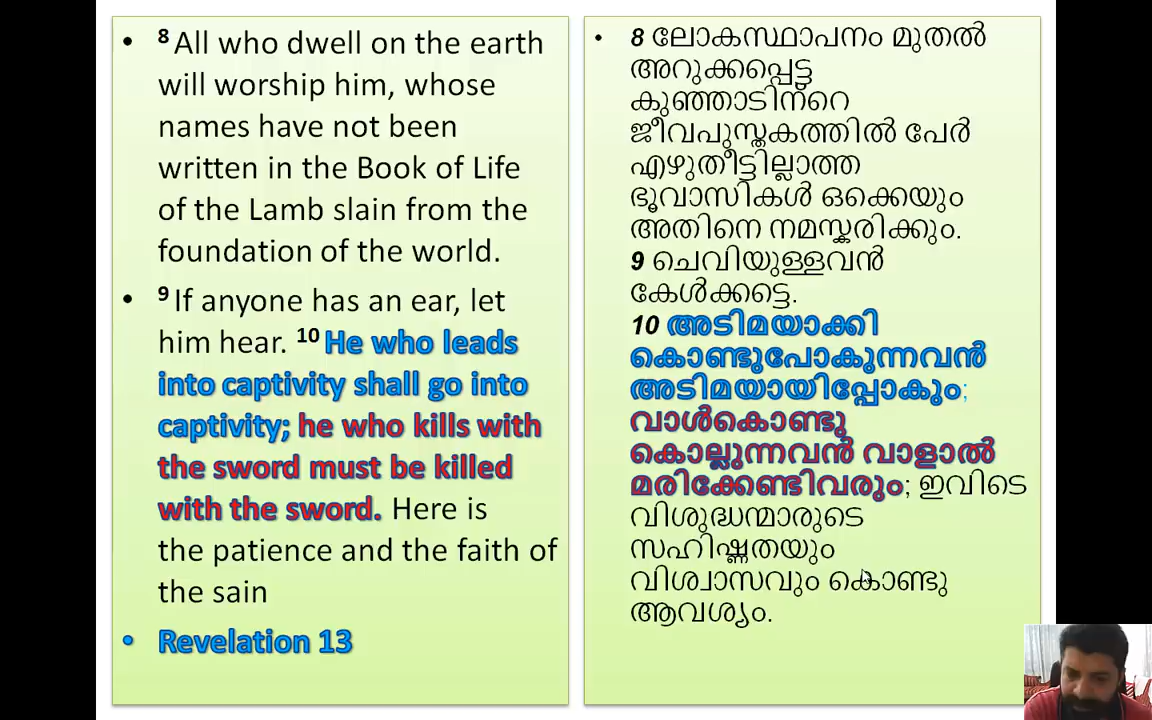 8 All who dwell on the earth
will worship him, whose
names have not been
written in the Book of Life
of the Lamb slain from the
foundation of the world.
9 If anyone has an ear, let
him hear. 10 He who leads
into captivity shall go into
captivity; he who kills with
the sword must be killed
with the sword. Here is
the patience and the faith of
the sain
Revelation 13
8 ലോകസ്ഥാപനം മുതൽ
അറുക്കപ്പെട്ട
കുഞ്ഞാടിന്റെ
ജീവപുസ്തകത്തിൽ പേർ
എഴുതീട്ടില്ലാത്ത
ഭൂവാസികൾ ഒക്കെയും
അതിനെ നമസ്കരിക്കും.
9 ചെവിയുള്ളവൻ
കേൾക്കട്ടെ.
10 അടിമയാക്കി
കൊണ്ടുപോകുന്നവൻ
അടിമയായിപ്പോകും;
വാൾകൊണ്ടു
കൊല്ലുന്നവൻ വാളാൽ
മരിക്കേണ്ടിവരും; ഇവിടെ
വിശുദ്ധന്മാരുടെ
സഹിഷ്ണതയും
വിശ്വാസവും കൊണ്ടു
ആവശ്യം.